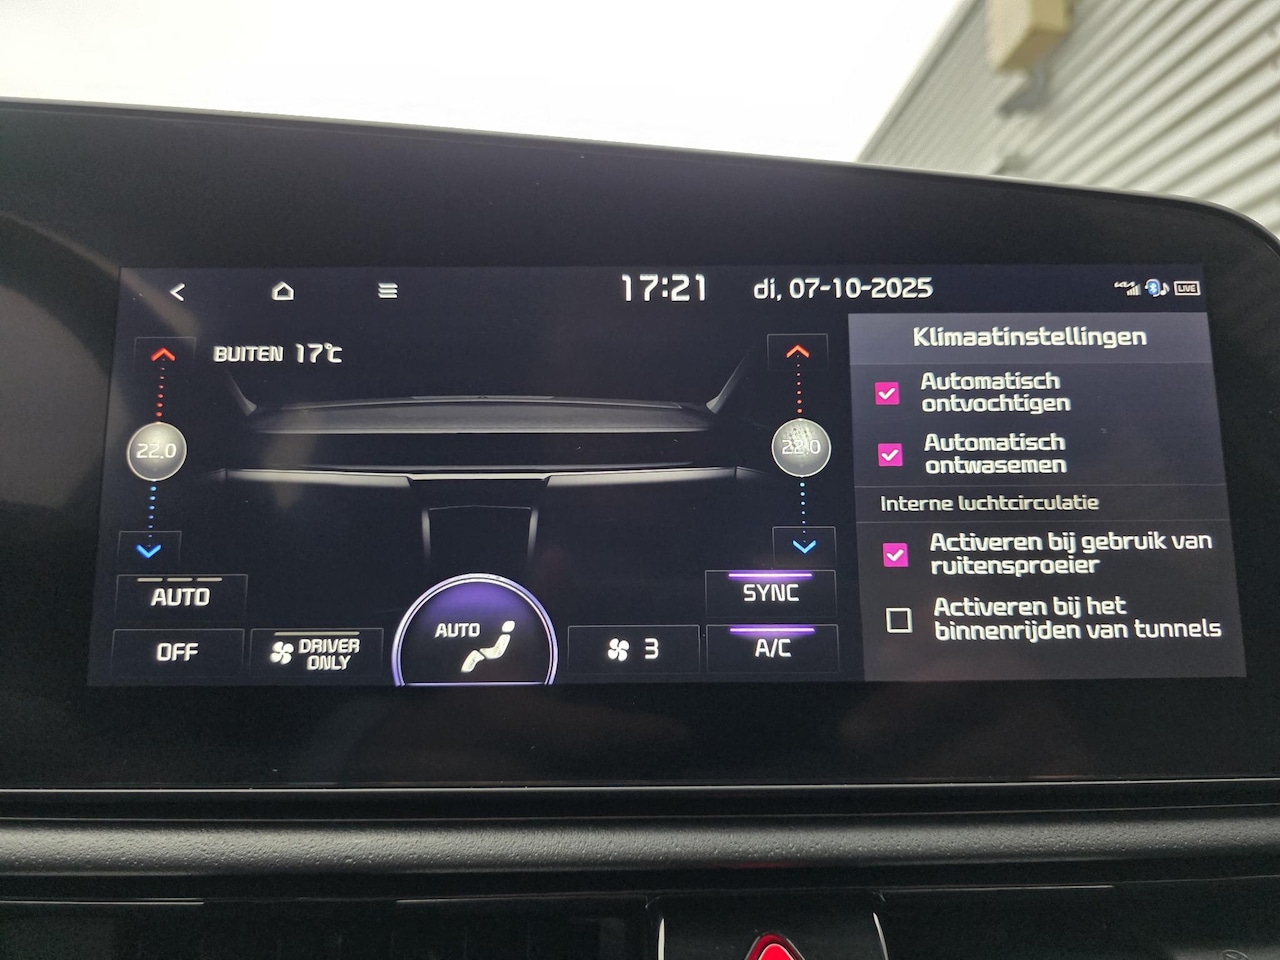 17:21
di, 07-10-2025
LIVE
BUITEN 17°C
22.0
22.0
AUTO
OFF
DRIVER
ONLY
AUTO
3
SYNC
A/C
Klimaatinstellingen
Automatisch
ontvochtigen
Automatisch
ontwasemen
Interne luchtcirculatie
Activeren bij gebruik van
ruitensproeier
Activeren bij het
binnenrijden van tunnels